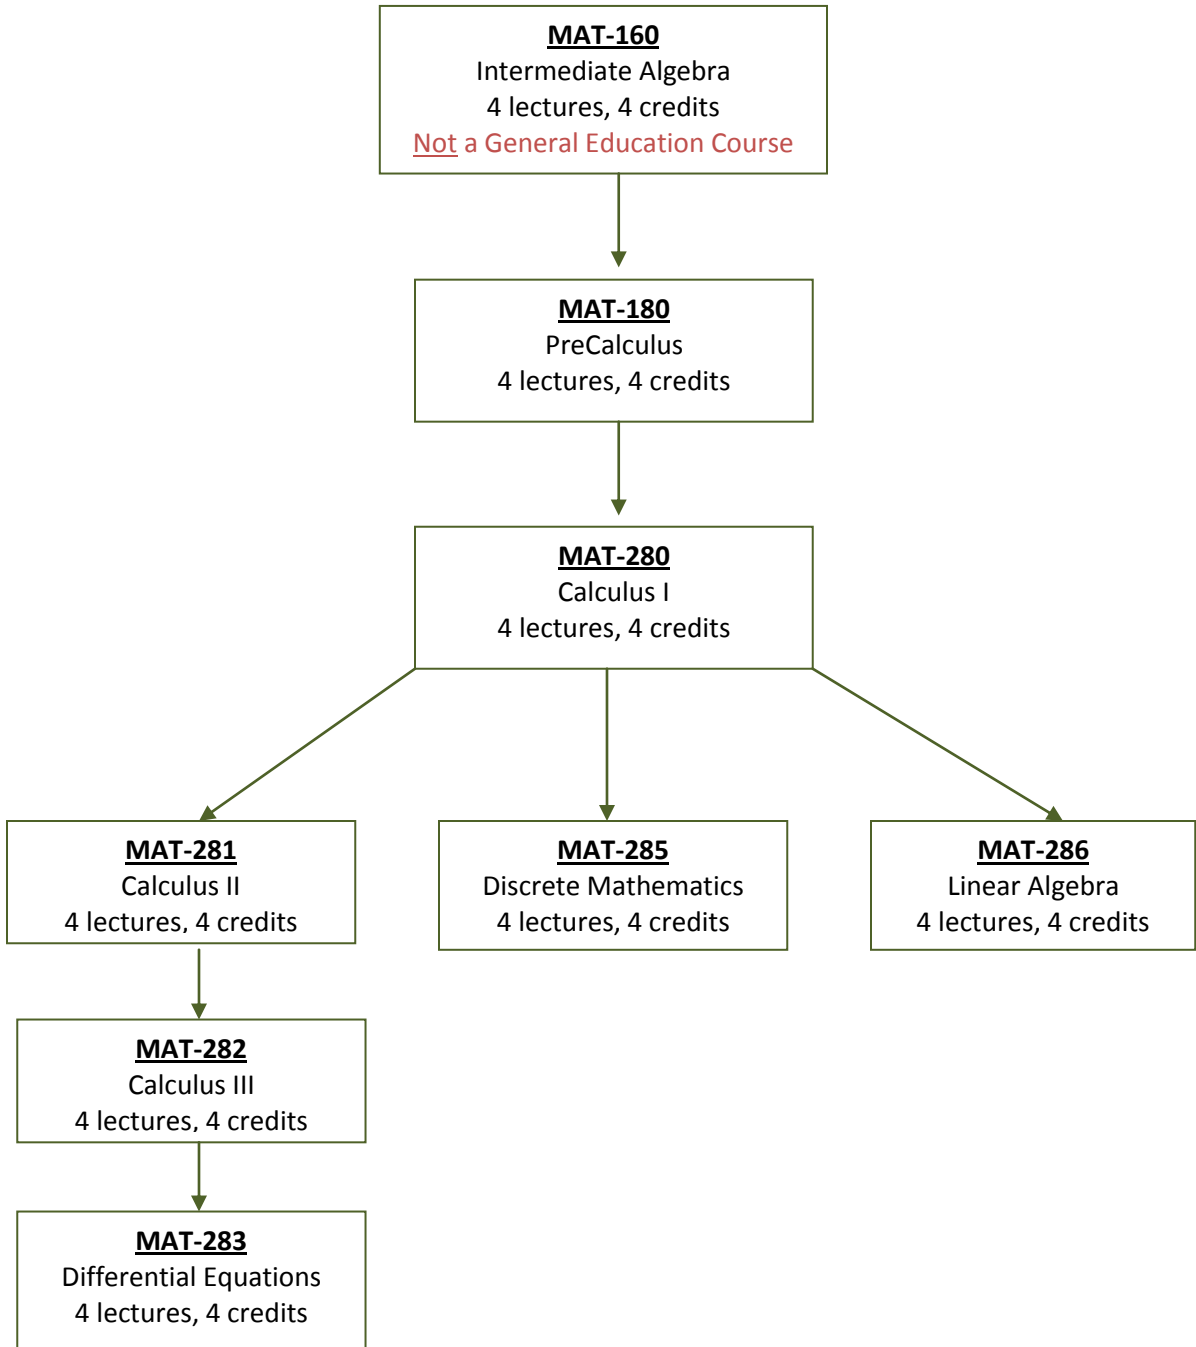 MAT-160
Intermediate Algebra
4 lectures, 4 credits
Not a General Education Course
MAT-180
PreCalculus
4 lectures, 4 credits
MAT-280
Calculus I
4 lectures, 4 credits
MAT-281
Calculus II
4 lectures, 4 credits
MAT-285
Discrete Mathematics
4 lectures, 4 credits
MAT-286
Linear Algebra
4 lectures, 4 credits
MAT-282
Calculus III
4 lectures, 4 credits
MAT-283
Differential Equations
4 lectures, 4 credits